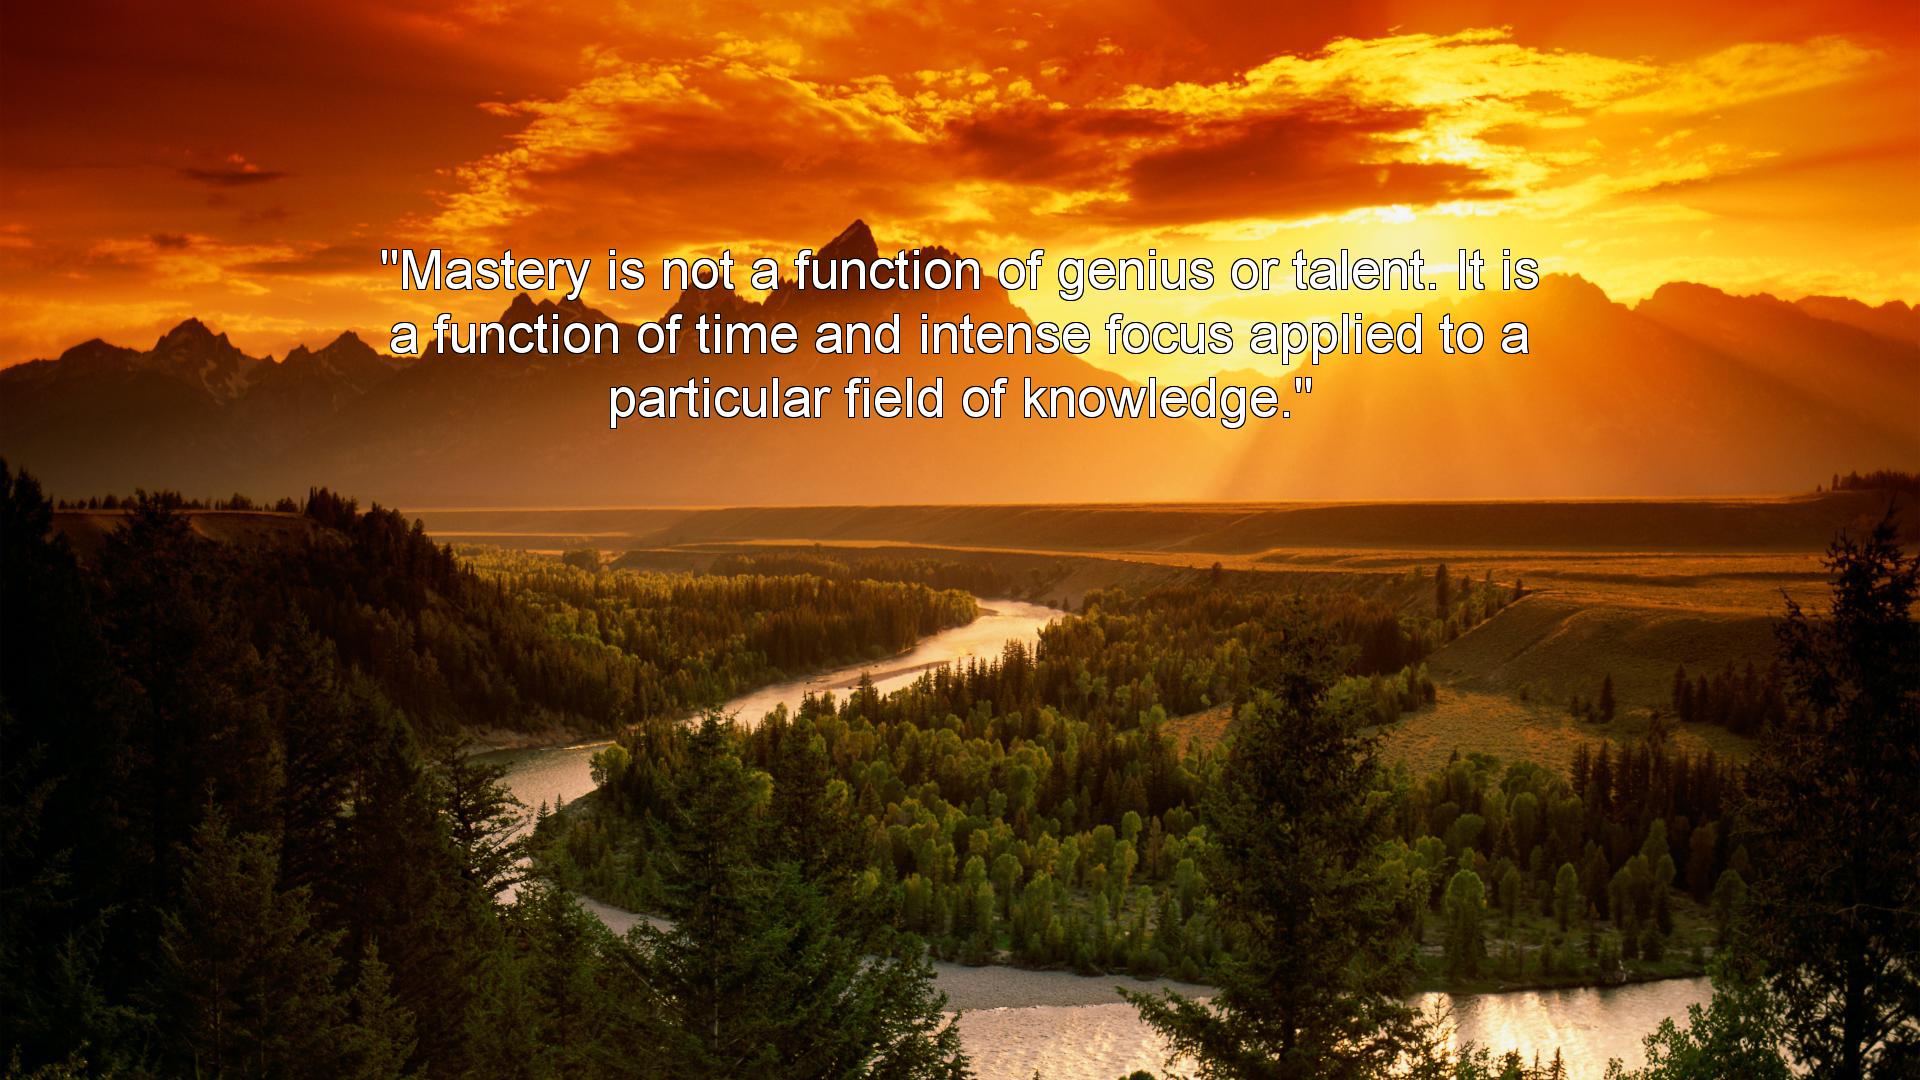 "Mastery is not a function of genius or talent. It is
a function of time and intense focus applied to a
particular field of knowledge."